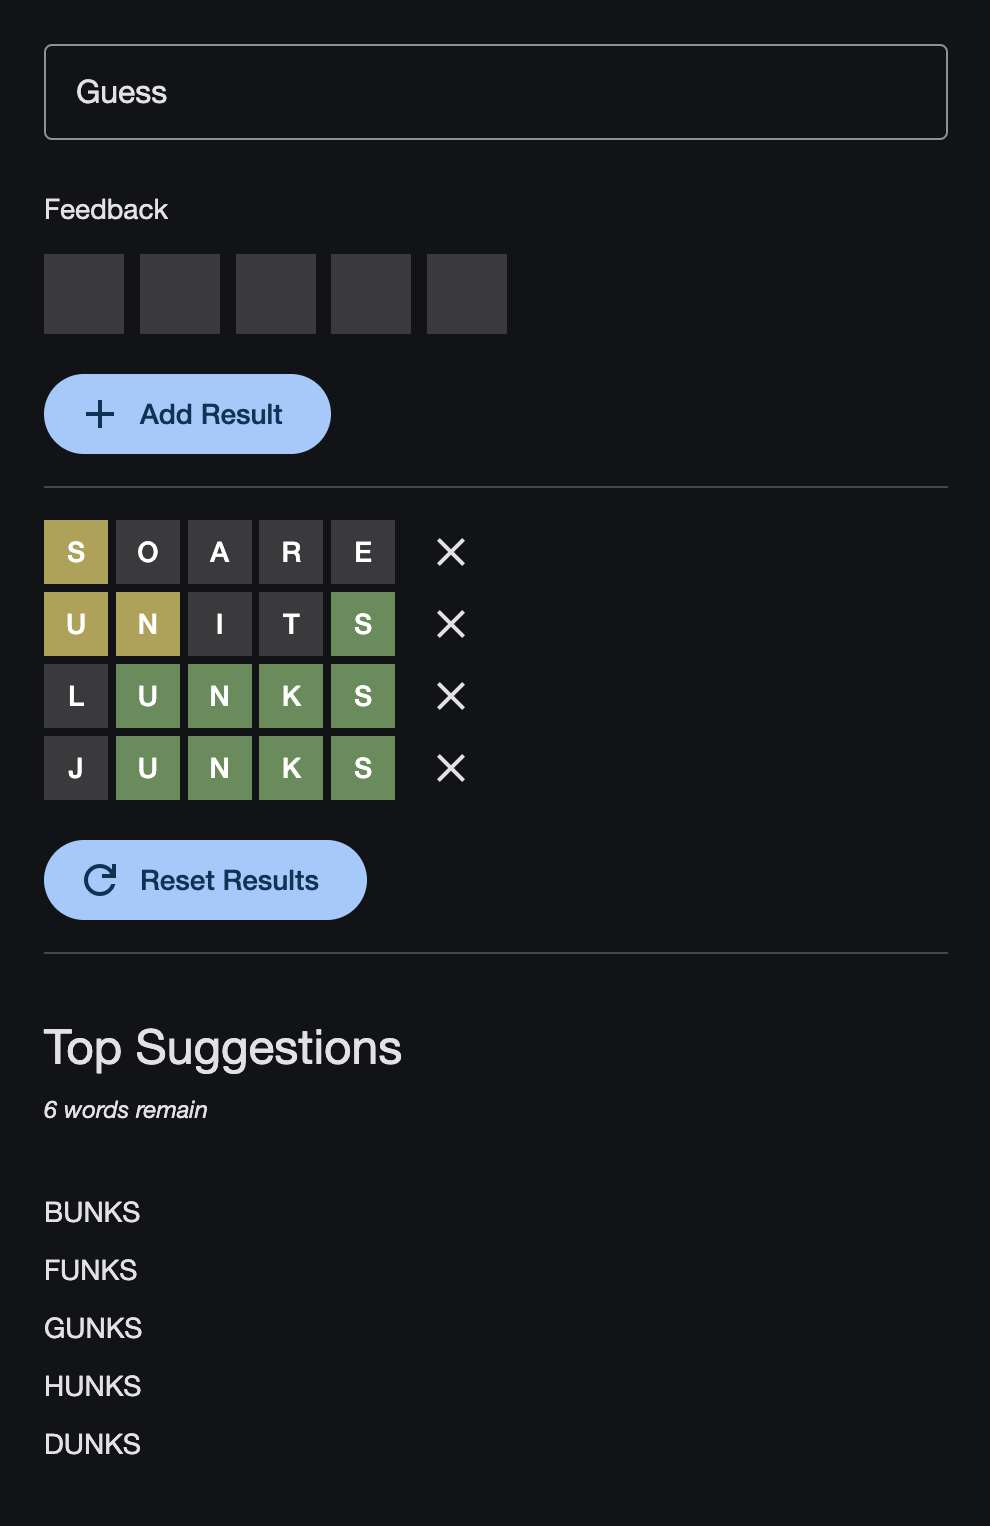 Guess
Feedback
Add Result
S O A R E
U N I T S
L U N K S
J U N K S
Reset Results
Top Suggestions
6 words remain
BUNKS
FUNKS
GUNKS
HUNKS
DUNKS